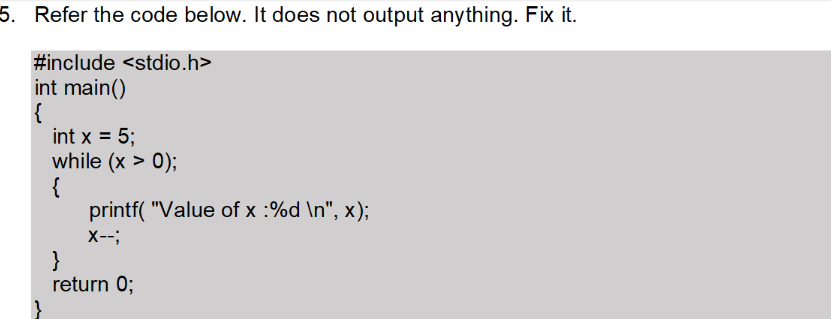 5. Refer the code below. It does not output anything. Fix it.
#include <stdio.h>
int main()
{
int x = 5;
while (x > 0);
{
printf( "Value of x :%d \n", x);
x--;
}
return 0;
}